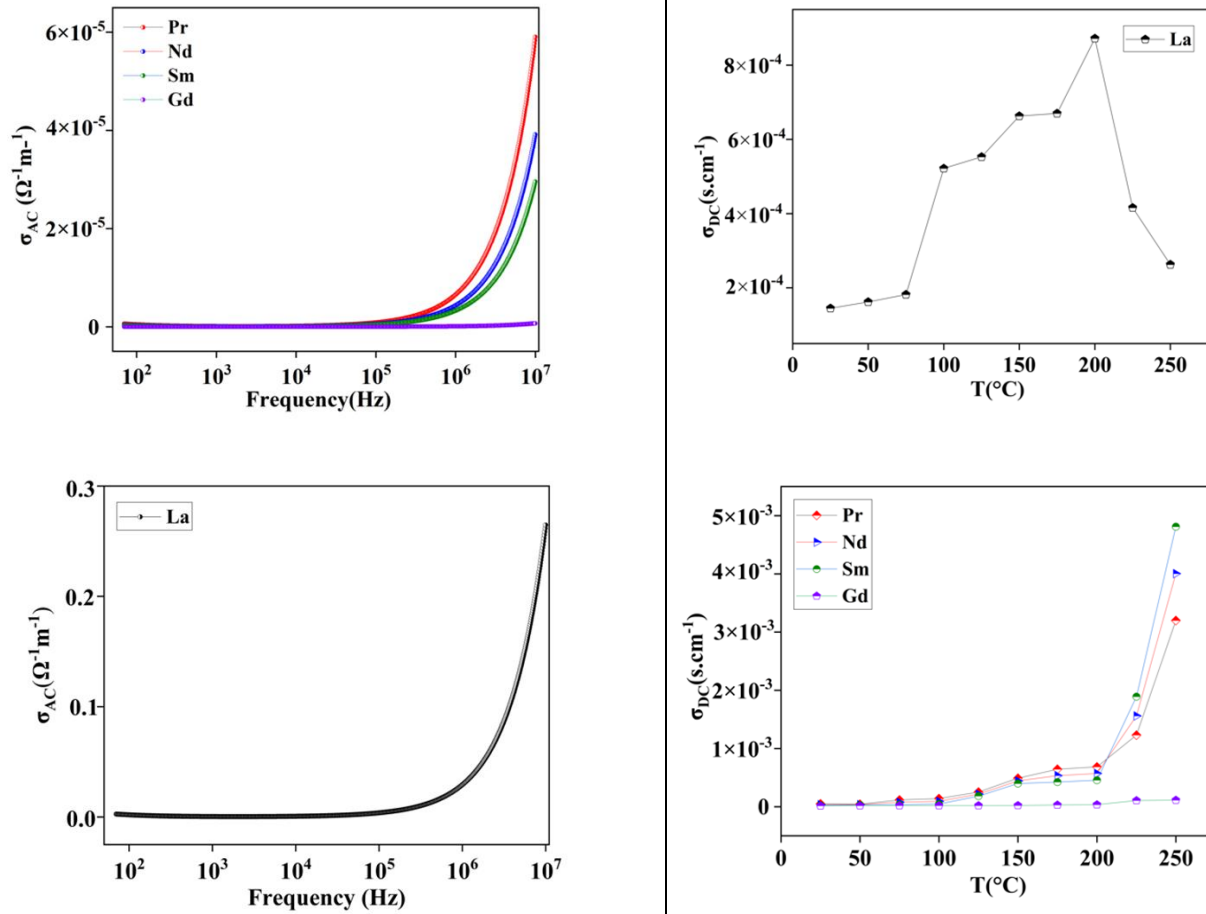 6×10⁻⁵
4×10⁻⁵
2×10⁻⁵
0
σAC (Ω⁻¹m-¹)
Pr
Nd
Sm
Gd
10² 10³ 10⁴ 10⁵ 10⁶ 10⁷
Frequency(Hz)
8×10⁻⁴
6×10⁻⁴
4×10⁻⁴
2×10⁻⁴
σDC(s.cm⁻¹)
La
0 50 100 150 200 250
T(°C)
0.3
0.2
0.1
0.0
σAC(Ω⁻¹m⁻¹)
La
10² 10³ 10⁴ 10⁵ 10⁶ 10⁷
Frequency (Hz)
5×10⁻³
4×10⁻³
3×10⁻³
2×10⁻³
1×10⁻³
0
σDC(s.cm⁻¹)
Pr
Nd
Sm
Gd
0 50 100 150 200 250
T(°C)